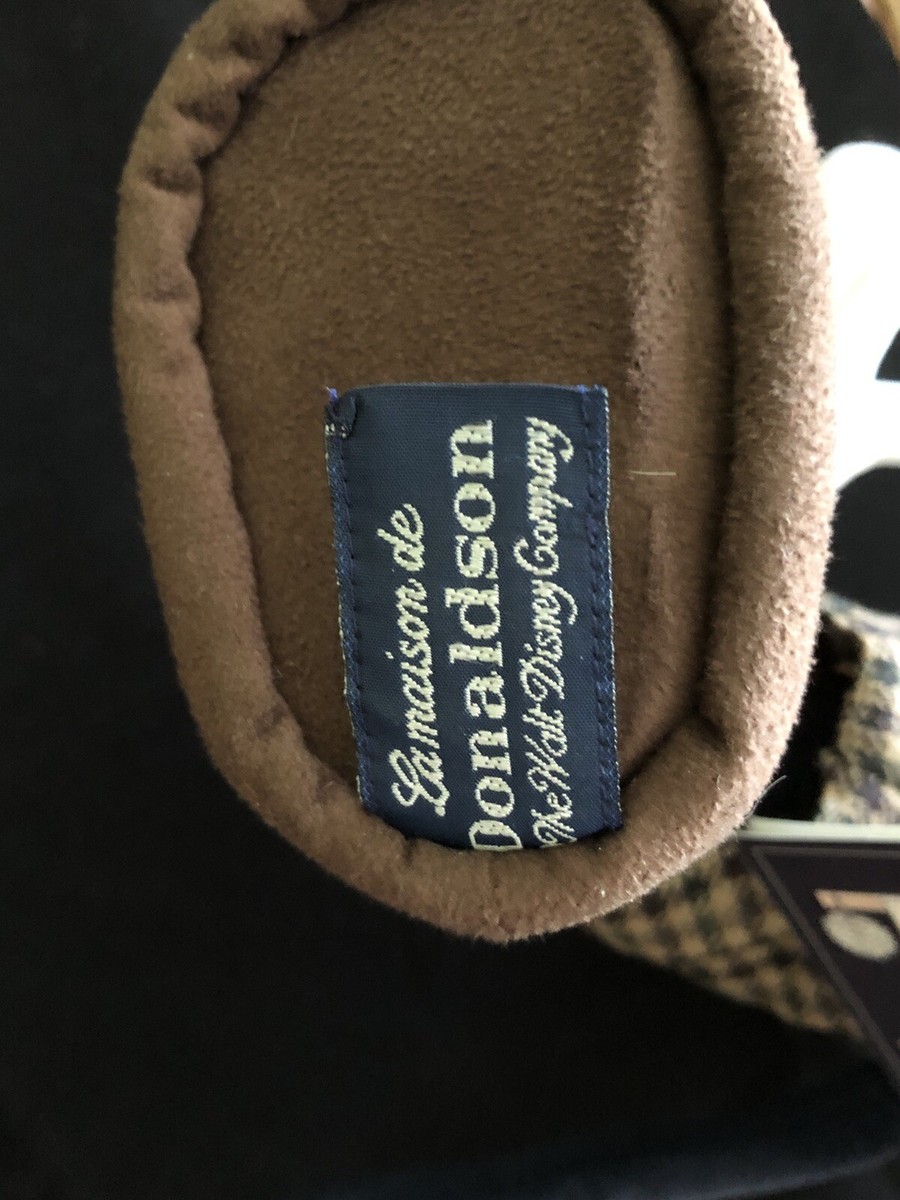 La maison de
Donaldson
The Walt Disney Company